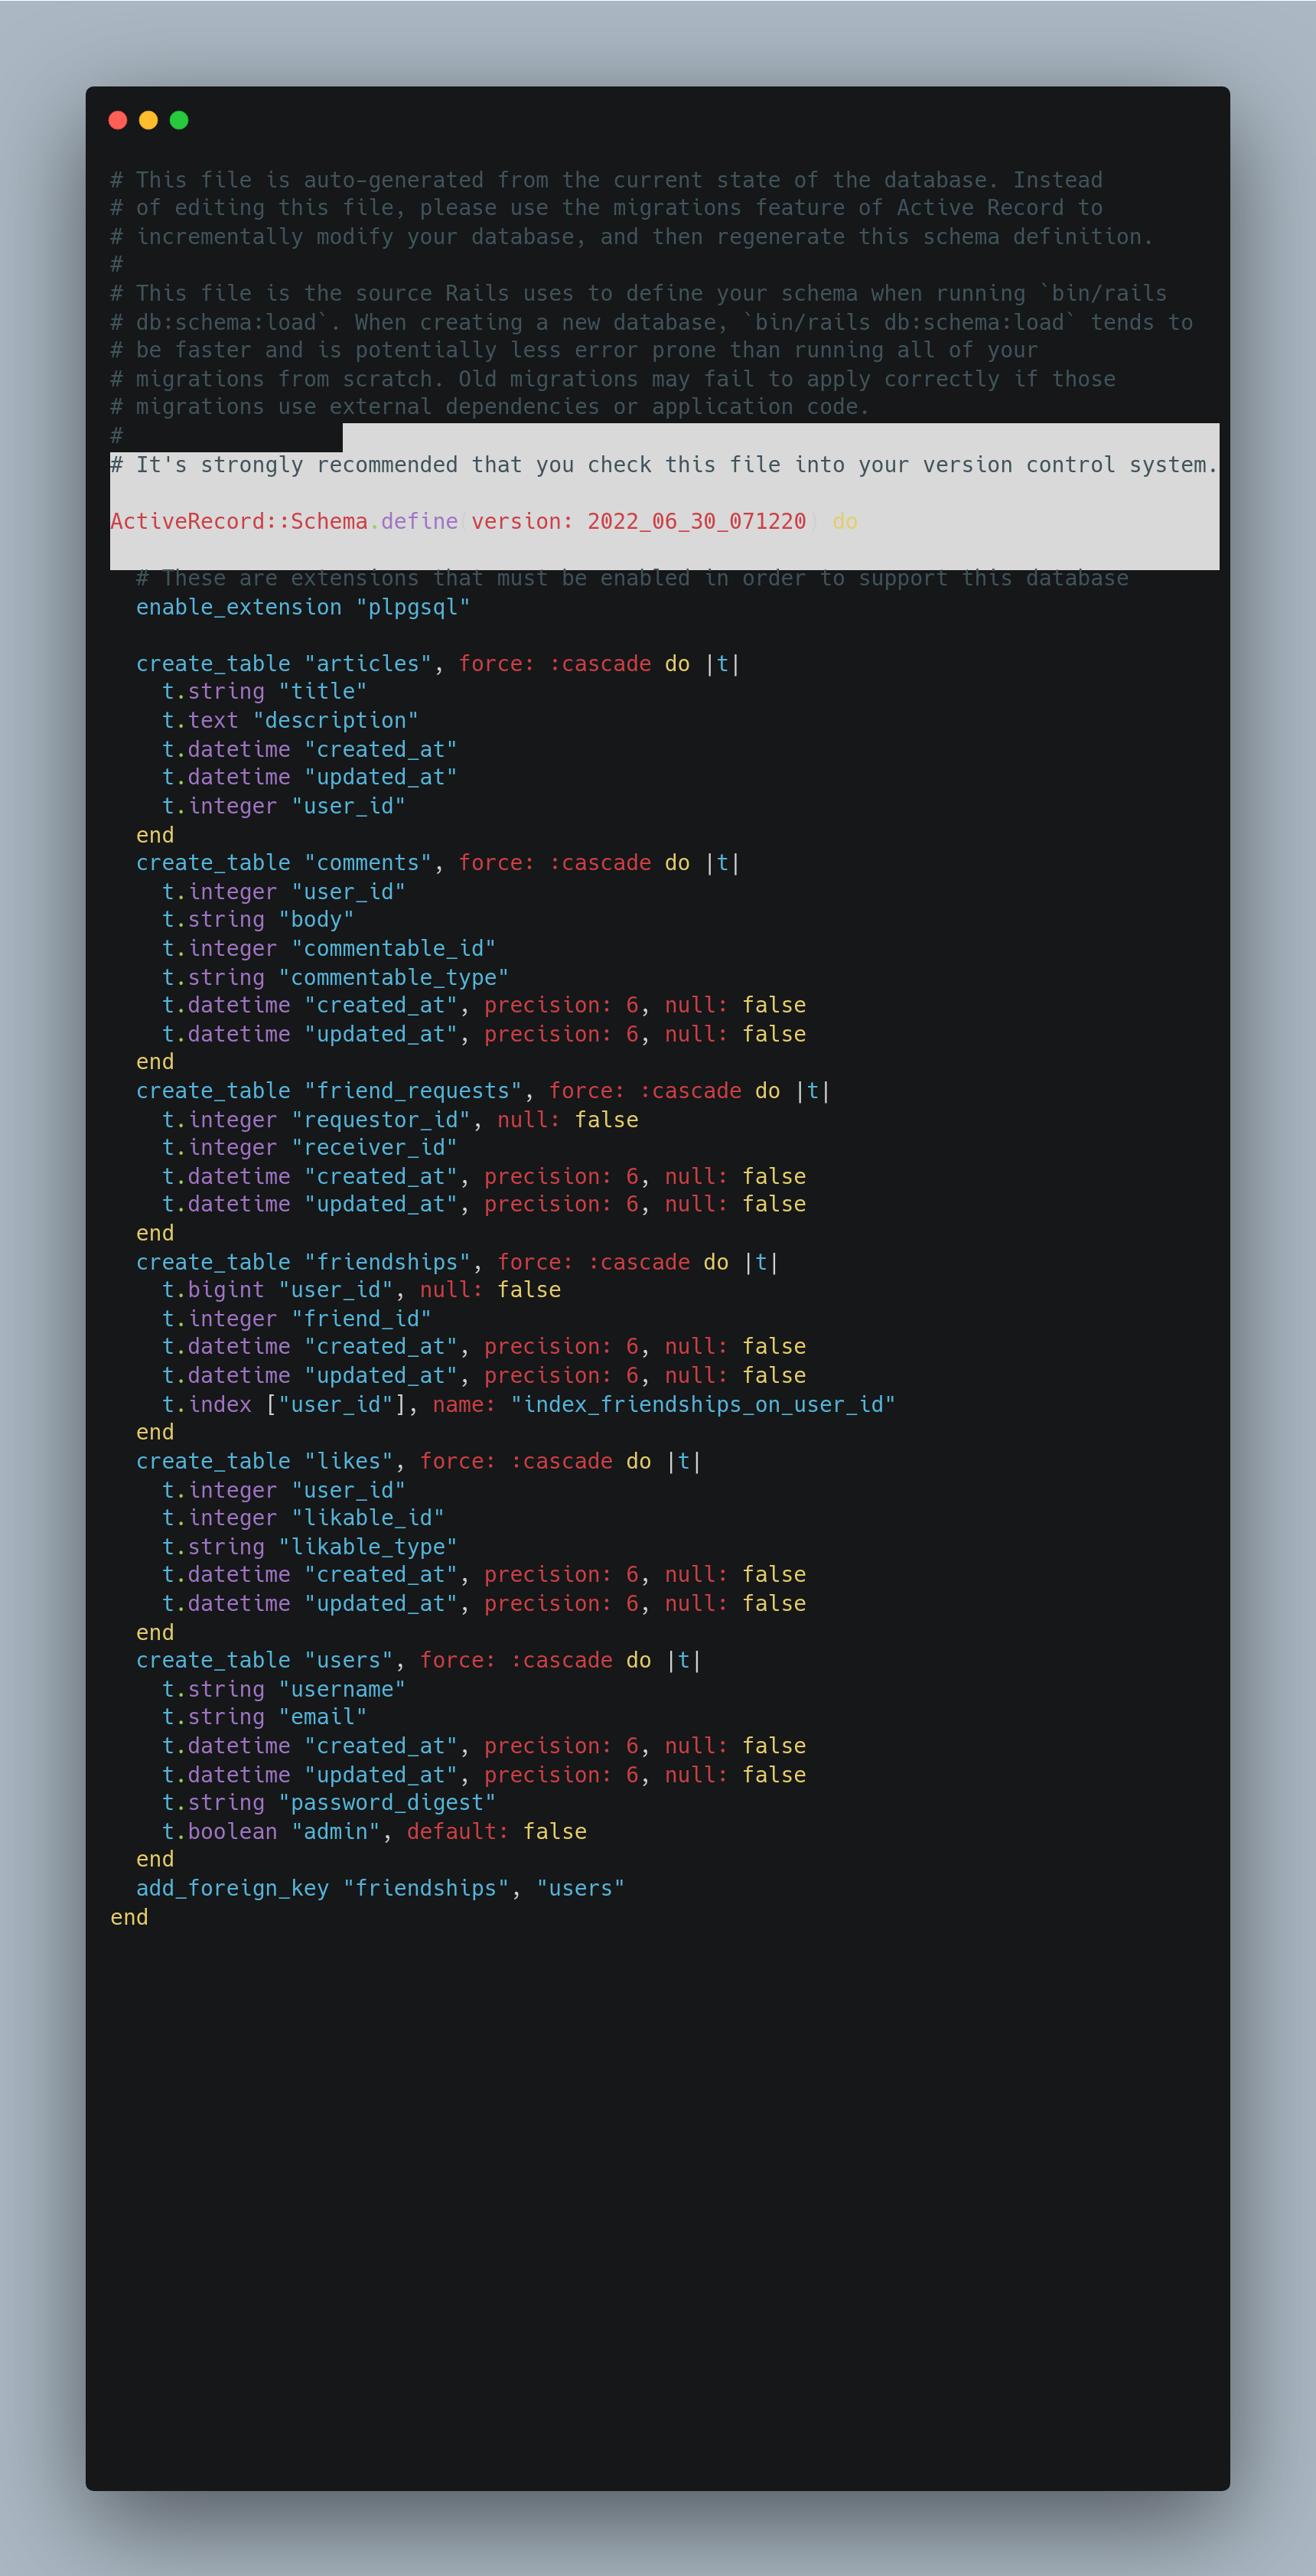 # This file is auto-generated from the current state of the database. Instead
# of editing this file, please use the migrations feature of Active Record to
# incrementally modify your database, and then regenerate this schema definition.
#
# This file is the source Rails uses to define your schema when running `bin/rails
# db:schema:load`. When creating a new database, `bin/rails db:schema:load` tends to
# be faster and is potentially less error prone than running all of your
# migrations from scratch. Old migrations may fail to apply correctly if those
# migrations use external dependencies or application code.
#
# It's strongly recommended that you check this file into your version control system.

ActiveRecord::Schema.define(version: 2022_06_30_071220) do

  # These are extensions that must be enabled in order to support this database
  enable_extension "plpgsql"

  create_table "articles", force: :cascade do |t|
    t.string "title"
    t.text "description"
    t.datetime "created_at"
    t.datetime "updated_at"
    t.integer "user_id"
  end
  create_table "comments", force: :cascade do |t|
    t.integer "user_id"
    t.string "body"
    t.integer "commentable_id"
    t.string "commentable_type"
    t.datetime "created_at", precision: 6, null: false
    t.datetime "updated_at", precision: 6, null: false
  end
  create_table "friend_requests", force: :cascade do |t|
    t.integer "requestor_id", null: false
    t.integer "receiver_id"
    t.datetime "created_at", precision: 6, null: false
    t.datetime "updated_at", precision: 6, null: false
  end
  create_table "friendships", force: :cascade do |t|
    t.bigint "user_id", null: false
    t.integer "friend_id"
    t.datetime "created_at", precision: 6, null: false
    t.datetime "updated_at", precision: 6, null: false
    t.index ["user_id"], name: "index_friendships_on_user_id"
  end
  create_table "likes", force: :cascade do |t|
    t.integer "user_id"
    t.integer "likable_id"
    t.string "likable_type"
    t.datetime "created_at", precision: 6, null: false
    t.datetime "updated_at", precision: 6, null: false
  end
  create_table "users", force: :cascade do |t|
    t.string "username"
    t.string "email"
    t.datetime "created_at", precision: 6, null: false
    t.datetime "updated_at", precision: 6, null: false
    t.string "password_digest"
    t.boolean "admin", default: false
  end
  add_foreign_key "friendships", "users"
end